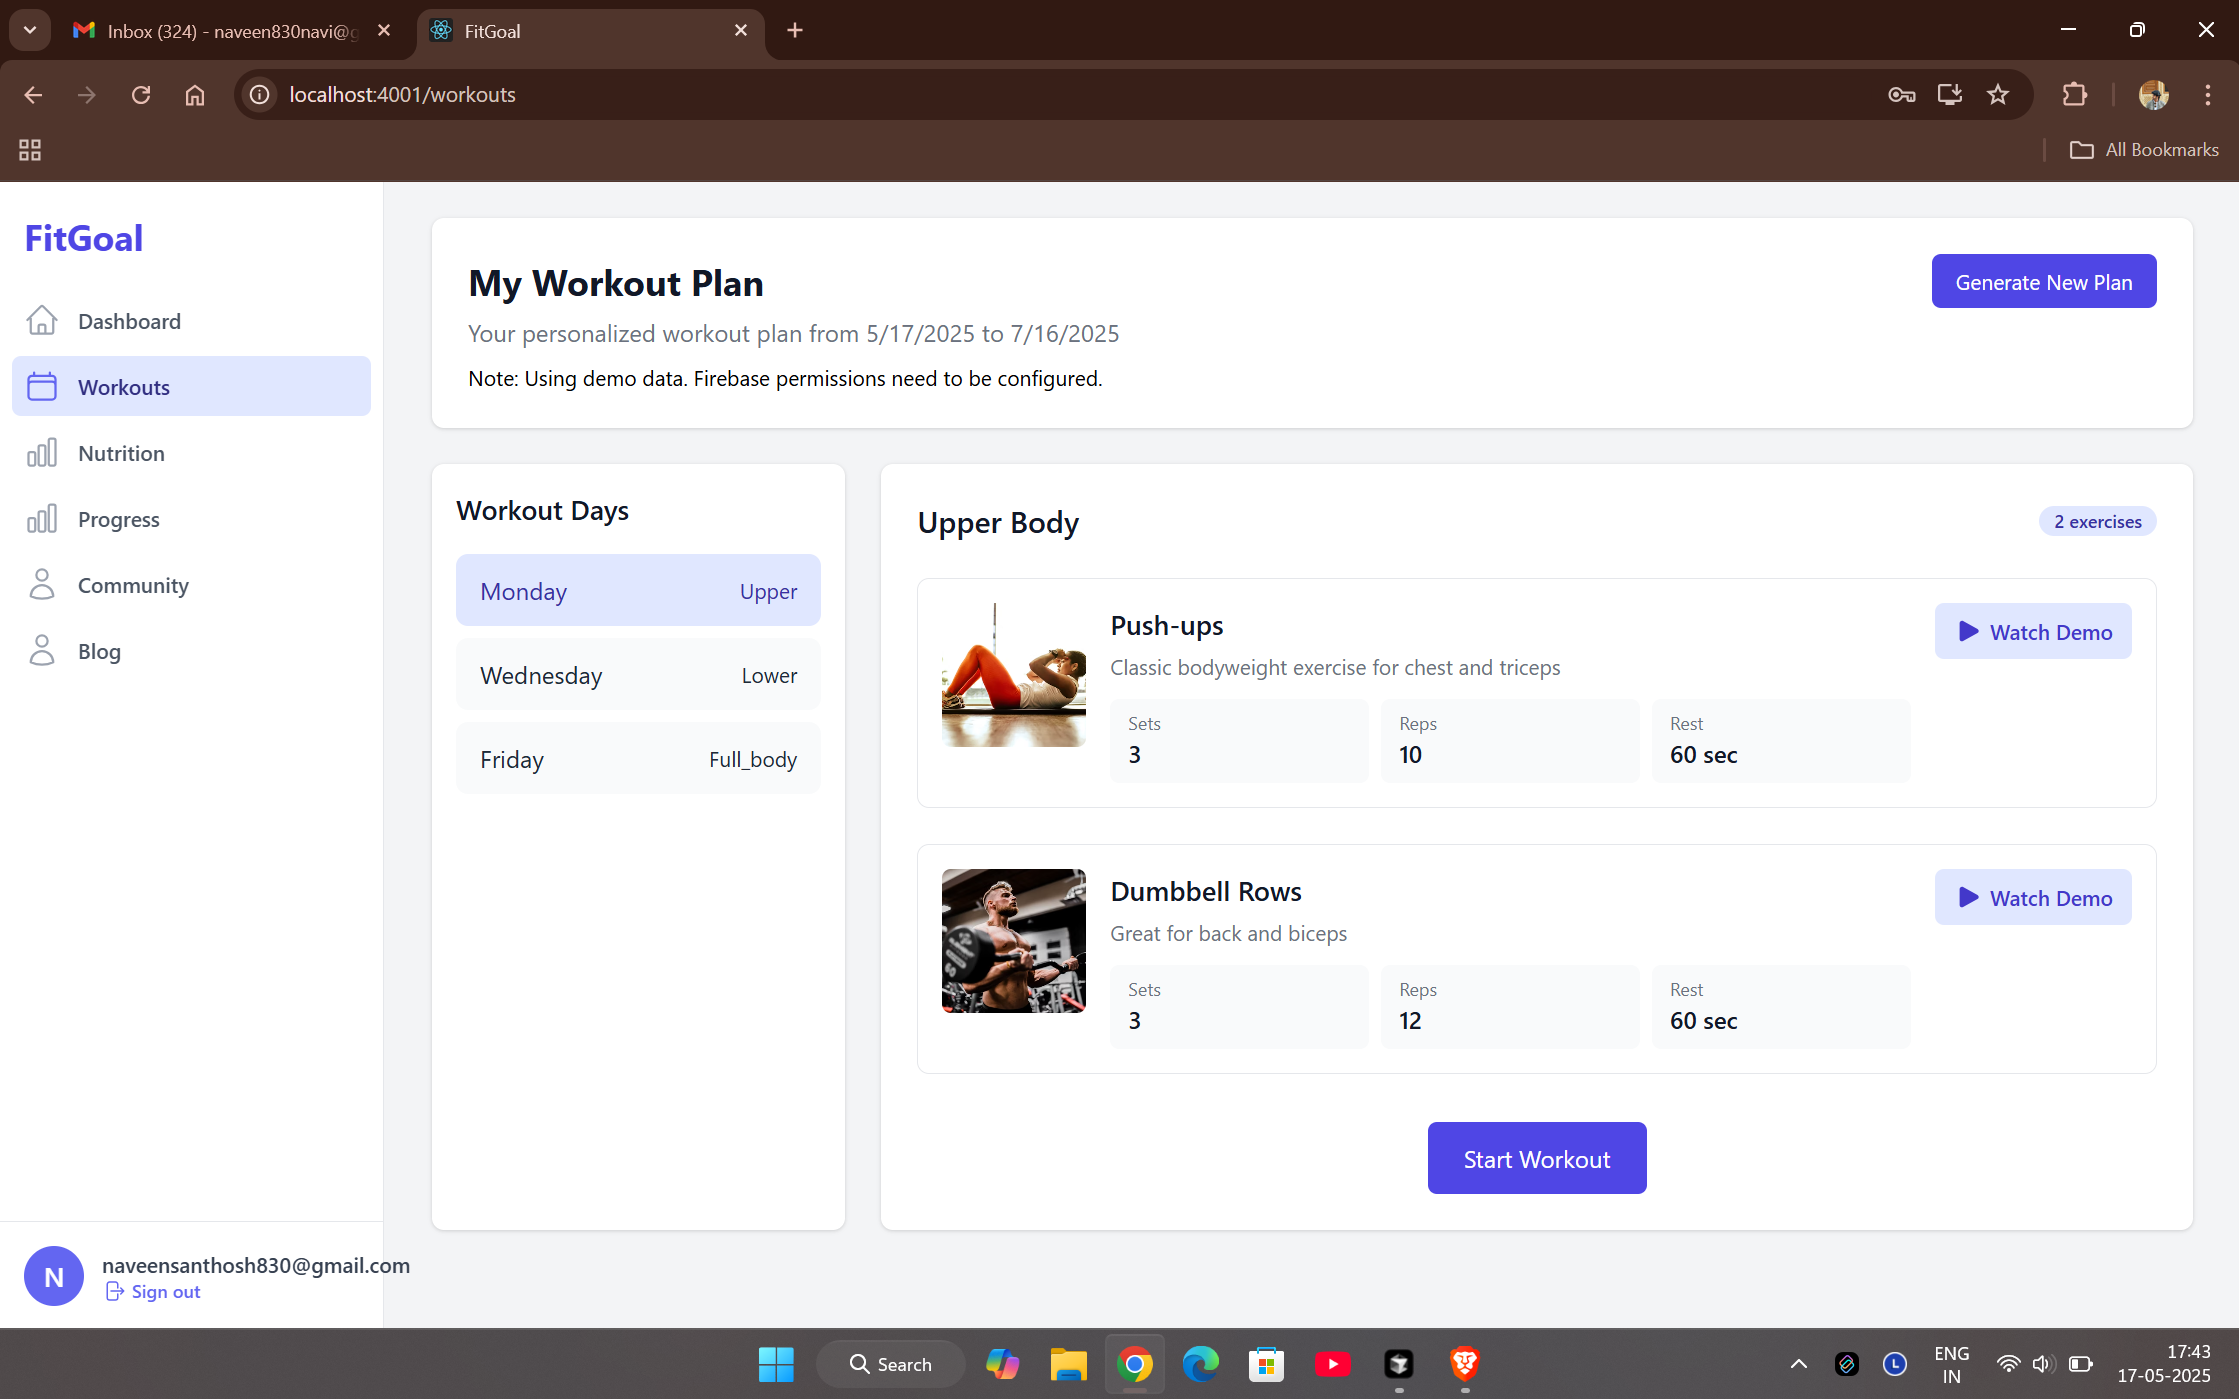 Inbox (324) - naveen830navi@g
FitGoal
localhost:4001/workouts
All Bookmarks
FitGoal
Dashboard
Workouts
Nutrition
Progress
Community
Blog
naveensanthosh830@gmail.com
N
Sign out
My Workout Plan
Generate New Plan
Your personalized workout plan from 5/17/2025 to 7/16/2025
Note: Using demo data. Firebase permissions need to be configured.
Workout Days
Monday Upper
Wednesday Lower
Friday Full_body
Upper Body
2 exercises
Push-ups
Watch Demo
Classic bodyweight exercise for chest and triceps
Sets Reps Rest
3 10 60 sec
Dumbbell Rows
Watch Demo
Great for back and biceps
Sets Reps Rest
3 12 60 sec
Start Workout
Search
L
ENG
IN
17:43
17-05-2025